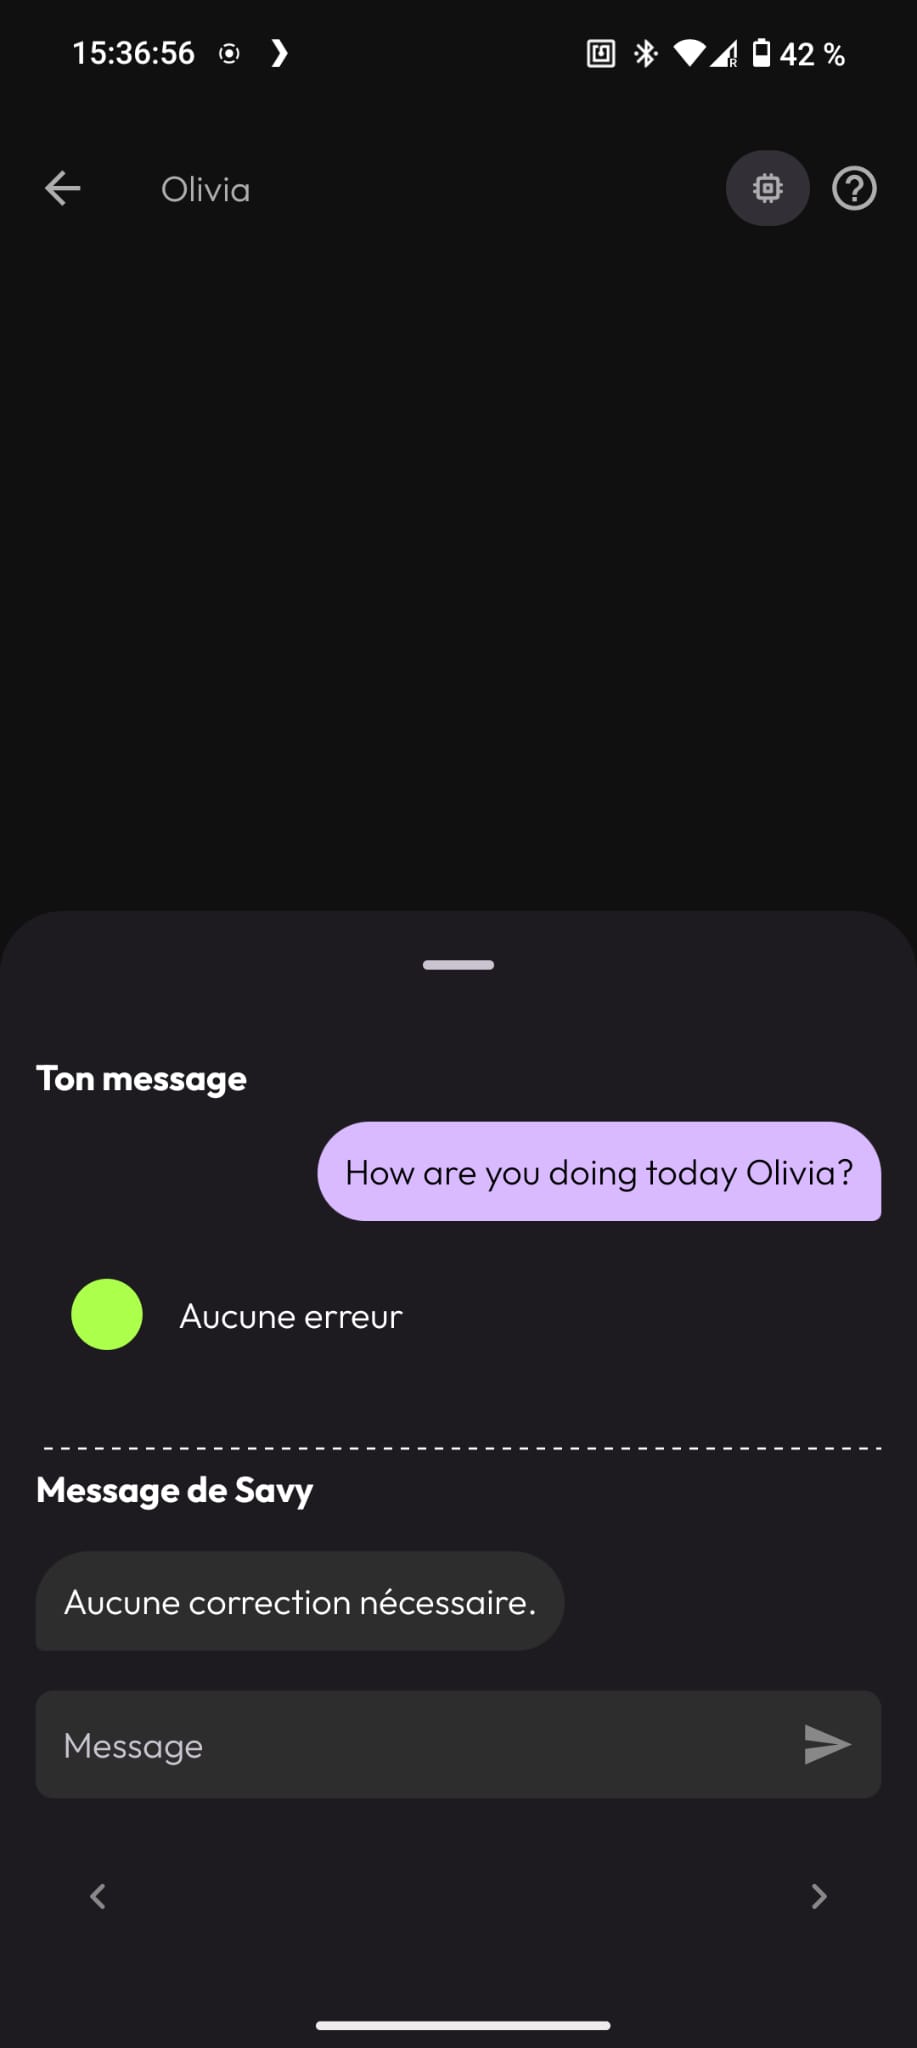 15:36:56
42 %
Olivia
Ton message
How are you doing today Olivia?
Aucune erreur
Message de Savy
Aucune correction nécessaire.
Message